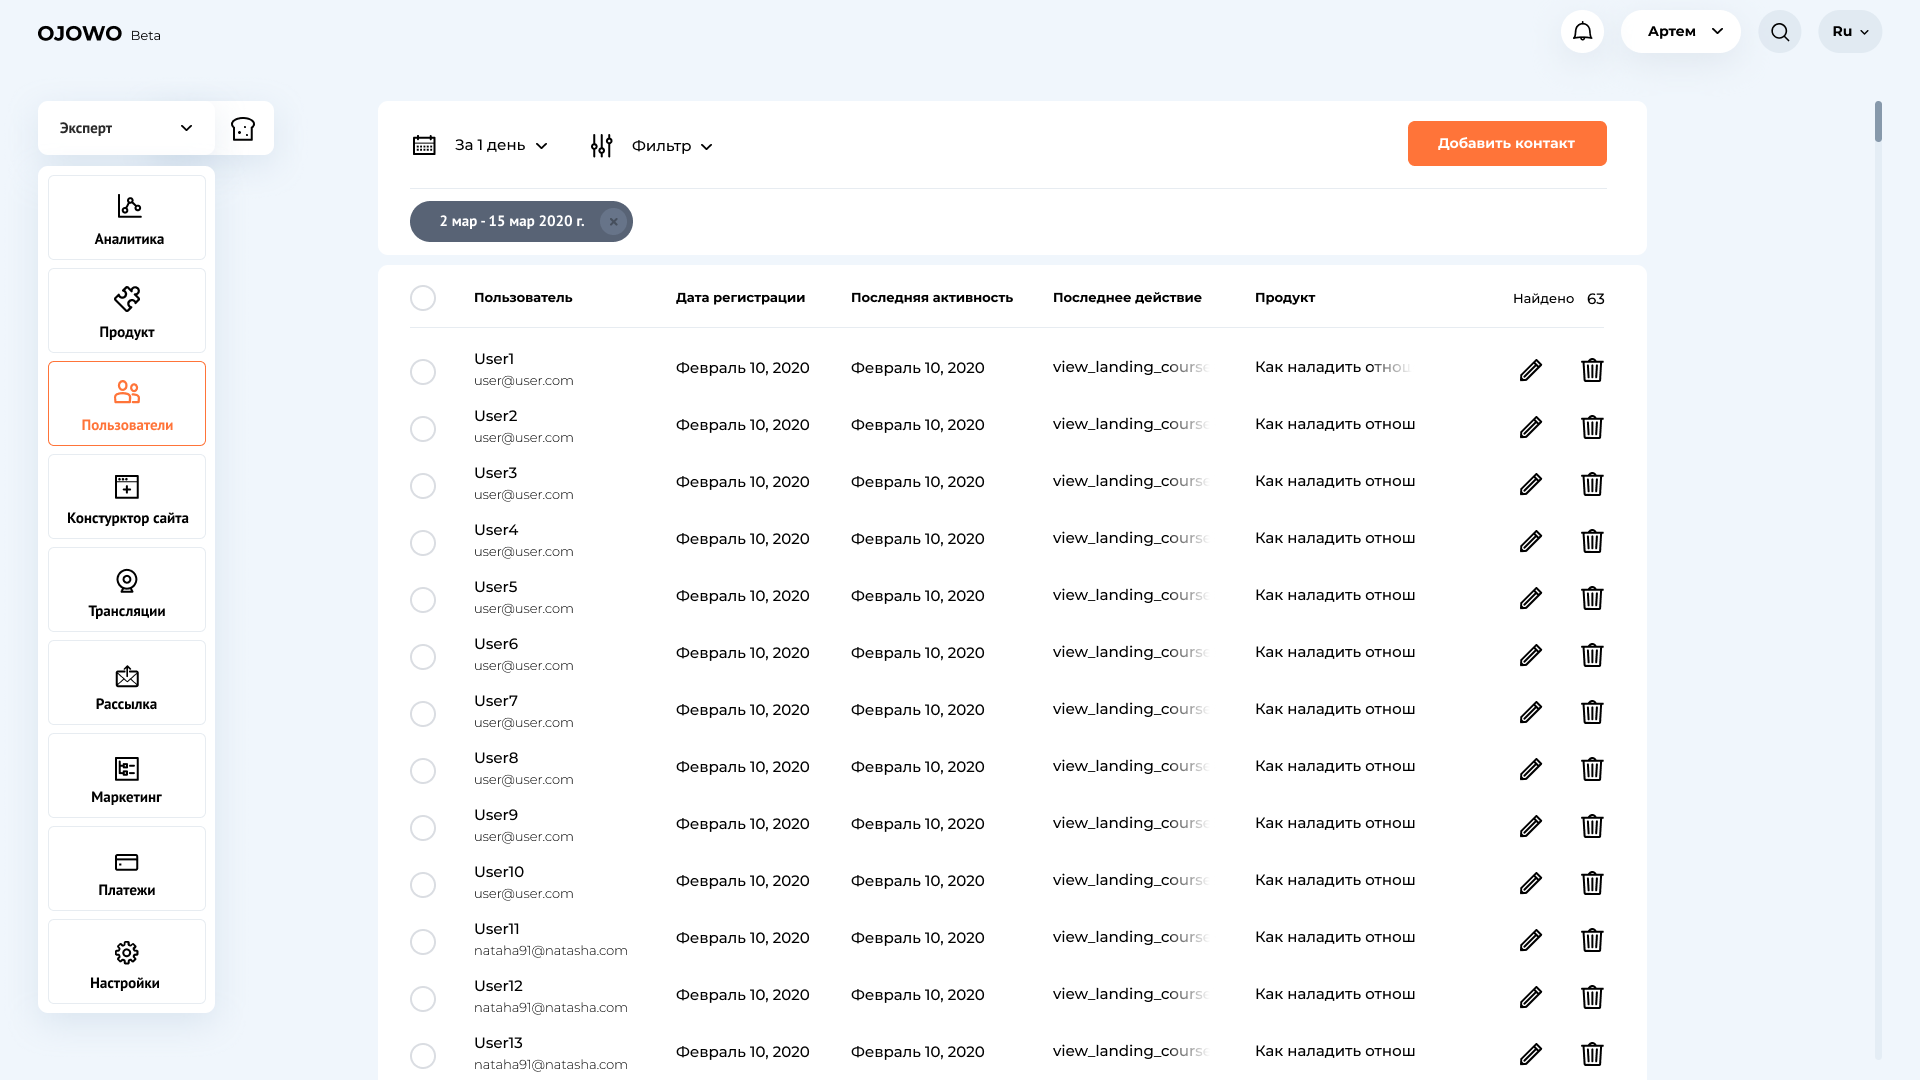 OJOWO Beta
Артем
Ru
Эксперт
За 1 день
Фильтр
Добавить контакт
2 мар - 15 мар 2020 г.
Аналитика
Продукт
Пользователи
Констурктор сайта
Трансляции
Рассылка
Маркетинг
Платежи
Настройки
Пользователь Дата регистрации Последняя активность Последнее действие Продукт Найдено 63
User1
user@user.com
Февраль 10, 2020 Февраль 10, 2020 view_landing_course Как наладить отнош
User2
user@user.com
Февраль 10, 2020 Февраль 10, 2020 view_landing_course Как наладить отнош
User3
user@user.com
Февраль 10, 2020 Февраль 10, 2020 view_landing_course Как наладить отнош
User4
user@user.com
Февраль 10, 2020 Февраль 10, 2020 view_landing_course Как наладить отнош
User5
user@user.com
Февраль 10, 2020 Февраль 10, 2020 view_landing_course Как наладить отнош
User6
user@user.com
Февраль 10, 2020 Февраль 10, 2020 view_landing_course Как наладить отнош
User7
user@user.com
Февраль 10, 2020 Февраль 10, 2020 view_landing_course Как наладить отнош
User8
user@user.com
Февраль 10, 2020 Февраль 10, 2020 view_landing_course Как наладить отнош
User9
user@user.com
Февраль 10, 2020 Февраль 10, 2020 view_landing_course Как наладить отнош
User10
user@user.com
Февраль 10, 2020 Февраль 10, 2020 view_landing_course Как наладить отнош
User11
nataha91@natasha.com
Февраль 10, 2020 Февраль 10, 2020 view_landing_course Как наладить отнош
User12
nataha91@natasha.com
Февраль 10, 2020 Февраль 10, 2020 view_landing_course Как наладить отнош
User13
nataha91@natasha.com
Февраль 10, 2020 Февраль 10, 2020 view_landing_course Как наладить отнош